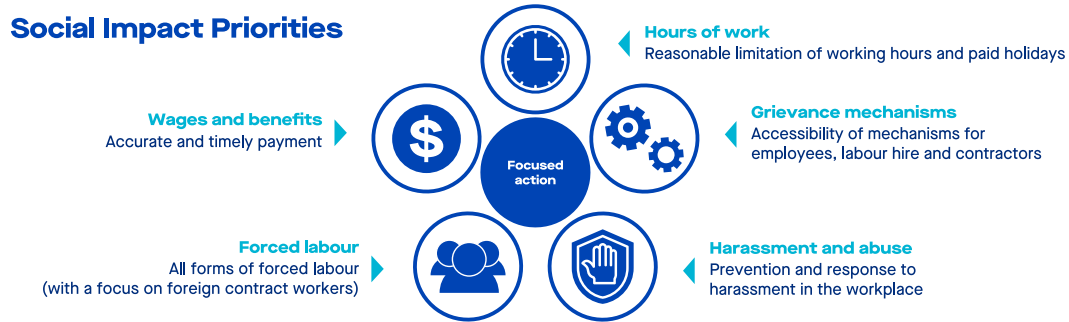 Social Impact Priorities
Hours of work
Reasonable limitation of working hours and paid holidays
Wages and benefits
Accurate and timely payment
$
Grievance mechanisms
Accessibility of mechanisms for
employees, labour hire and contractors
Focused
action
Forced labour
All forms of forced labour
(with a focus on foreign contract workers)
Harassment and abuse
Prevention and response to
harassment in the workplace